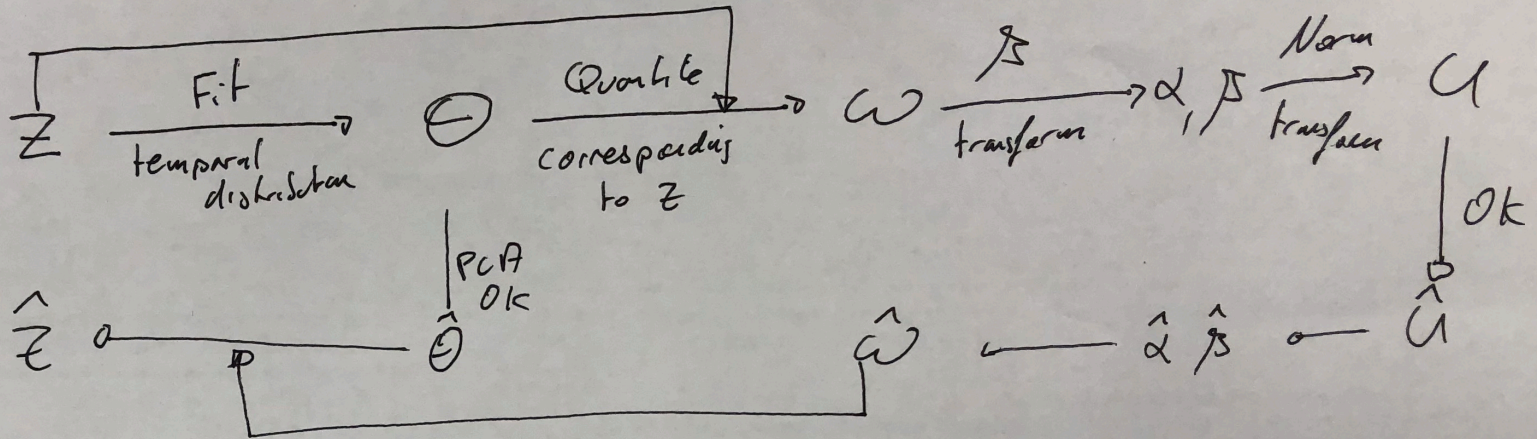 Z Fit Θ Quantile ω β α, β Norm U
temporal
distribution
corresponding
to Z
transform
transform
PCA
OK
OK
Ẑ Θ̂ ω̂ α̂ β̂ Û